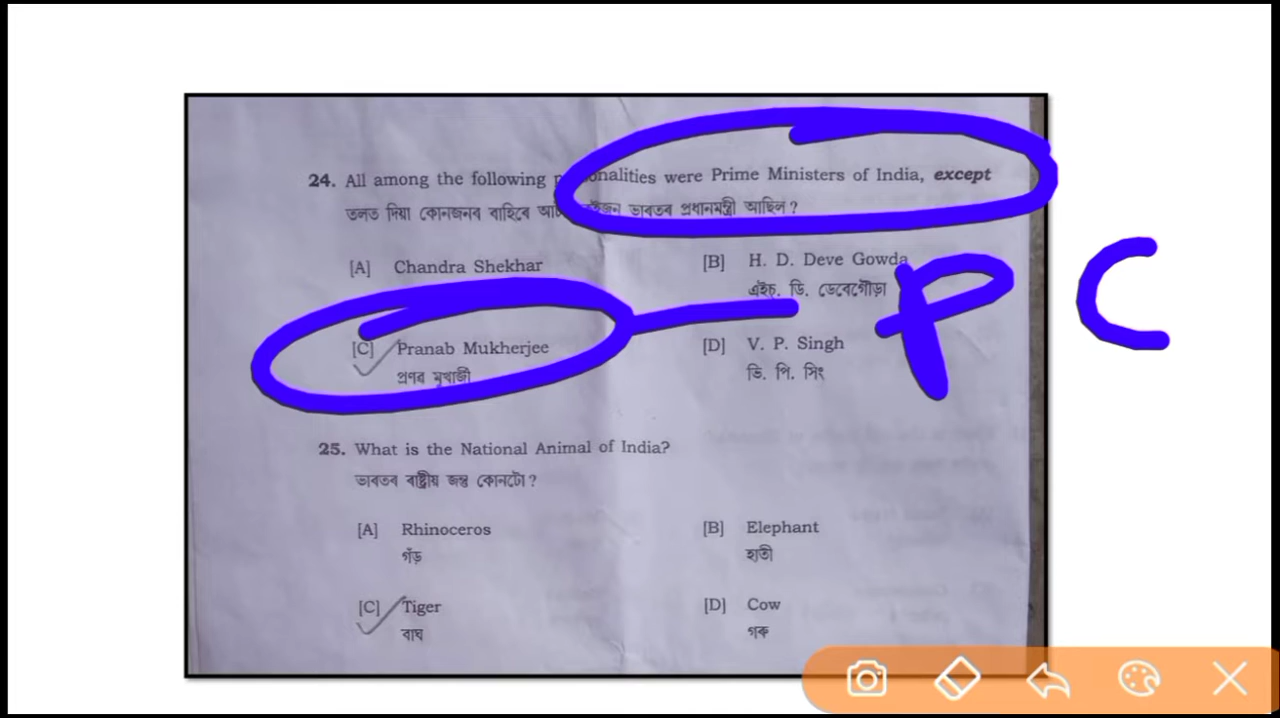 24. All among the following onalities were Prime Ministers of India, except
তলত দিয়া কোনজনৰ বাহিৰে ভাৰতৰ প্ৰধানমন্ত্ৰী আছিল?
[A] Chandra Shekhar
[B] H. D. Deve Gowda
এইচ. ডি. ডেবেগৌড়া
[C] Pranab Mukherjee
প্ৰণৱ মুখাৰ্জী
[D] V. P. Singh
ভি. পি. সিং
P C
25. What is the National Animal of India?
ভাৰতৰ ৰাষ্ট্ৰীয় জন্তু কোনটো?
[A] Rhinoceros
গঁড়
[B] Elephant
হাতী
[C] Tiger
বাঘ
[D] Cow
গৰু